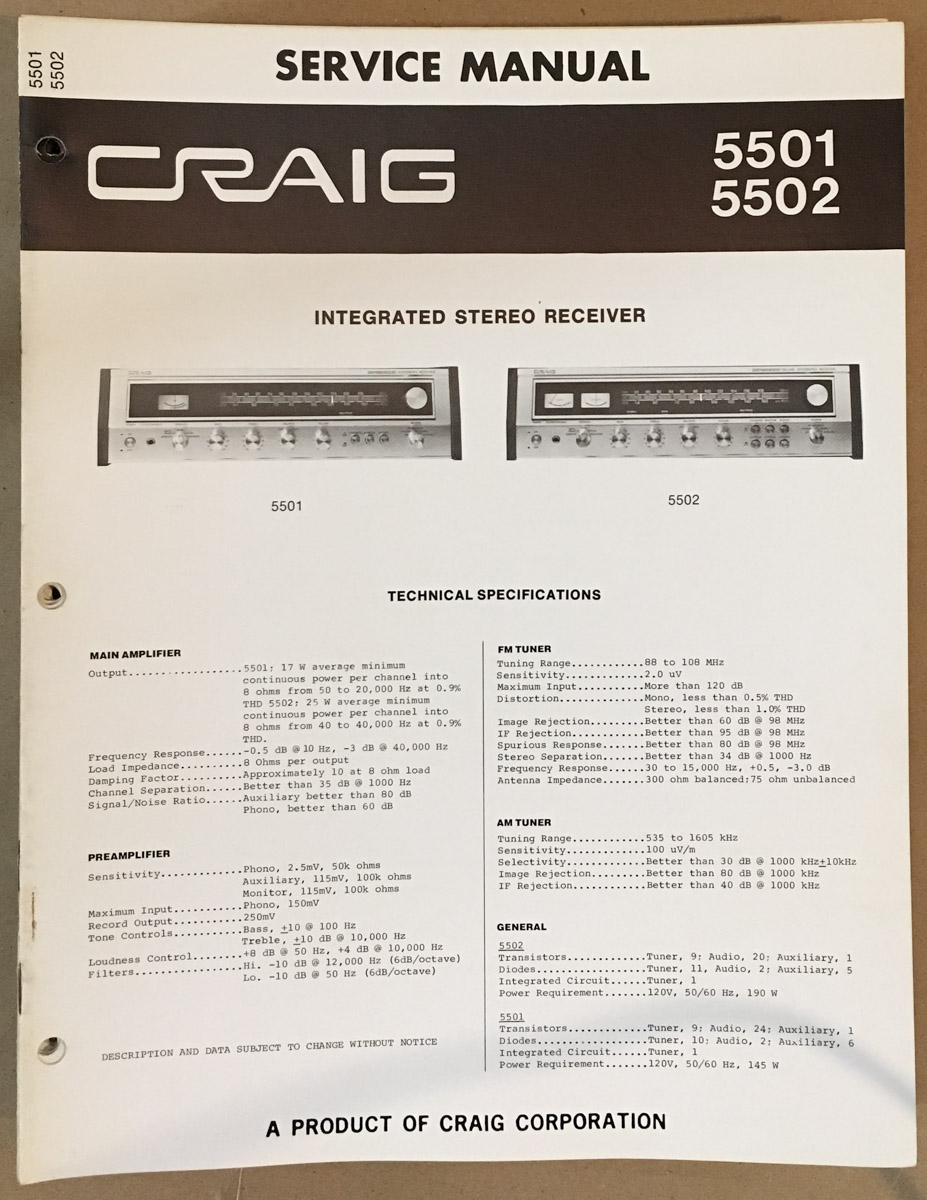 5501
5502
SERVICE MANUAL
CRAIG
5501
5502
INTEGRATED STEREO RECEIVER
CRAIG
CRAIG
5501
5502
TECHNICAL SPECIFICATIONS
MAIN AMPLIFIER
Output..................5501; 17 W average minimum
continuous power per channel into
8 ohms from 50 to 20,000 Hz at 0.9%
THD 5502; 25 W average minimum
continuous power per channel into
8 ohms from 40 to 40,000 Hz at 0.9%
THD.
Frequency Response......-0.5 dB @ 10 Hz, -3 dB @ 40,000 Hz
Load Impedance..........8 Ohms per output
Damping Factor..........Approximately 10 at 8 ohm load
Channel Separation......Better than 35 dB @ 1000 Hz
Signal/Noise Ratio......Auxiliary better than 80 dB
Phono, better than 60 dB
PREAMPLIFIER
Sensitivity.............Phono, 2.5mV, 50k ohms
Auxiliary, 115mV, 100k ohms
Monitor, 115mV, 100k ohms
Maximum Input...........Phono, 150mV
Record Output...........250mV
Tone Controls...........Bass, ±10 @ 100 Hz
Treble, ±10 dB @ 10,000 Hz
Loudness Control........+8 dB @ 50 Hz, +4 dB @ 10,000 Hz
Filters.................Hi. -10 dB @ 12,000 Hz (6dB/octave)
Lo. -10 dB @ 50 Hz (6dB/octave)
DESCRIPTION AND DATA SUBJECT TO CHANGE WITHOUT NOTICE
FM TUNER
Tuning Range............88 to 108 MHz
Sensitivity.............2.0 uV
Maximum Input...........More than 120 dB
Distortion..............Mono, less than 0.5% THD
Stereo, less than 1.0% THD
Image Rejection.........Better than 60 dB @ 98 MHz
IF Rejection............Better than 95 dB @ 98 MHz
Spurious Response.......Better than 80 dB @ 98 MHz
Stereo Separation.......Better than 34 dB @ 1000 Hz
Frequency Response......30 to 15,000 Hz, +0.5, -3.0 dB
Antenna Impedance.......300 ohm balanced;75 ohm unbalanced
AM TUNER
Tuning Range............535 to 1605 kHz
Sensitivity.............100 uV/m
Selectivity.............Better than 30 dB @ 1000 kHz±10kHz
Image Rejection.........Better than 80 dB @ 1000 kHz
IF Rejection............Better than 40 dB @ 1000 kHz
GENERAL
5502
Transistors.............Tuner, 9; Audio, 20; Auxiliary, 1
Diodes..................Tuner, 11, Audio, 2; Auxiliary, 5
Integrated Circuit......Tuner, 1
Power Requirement.......120V, 50/60 Hz, 190 W
5501
Transistors.............Tuner, 9; Audio, 24; Auxiliary, 1
Diodes..................Tuner, 10; Audio, 2; Auxiliary, 6
Integrated Circuit......Tuner, 1
Power Requirement.......120V, 50/60 Hz, 145 W
A PRODUCT OF CRAIG CORPORATION